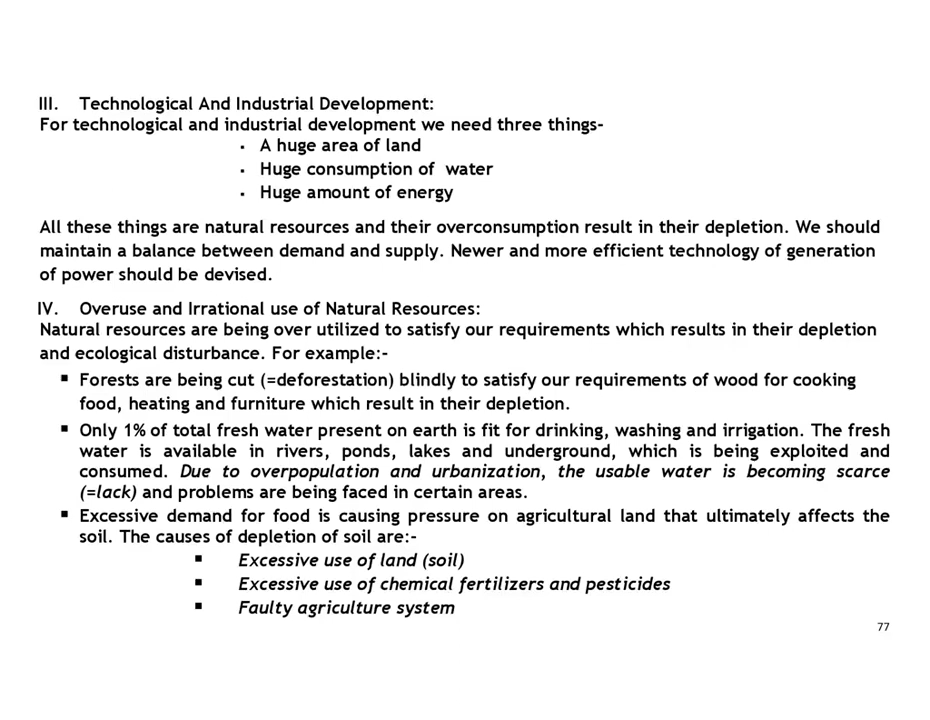 III. Technological And Industrial Development:
For technological and industrial development we need three things-
▪ A huge area of land
▪ Huge consumption of water
▪ Huge amount of energy
All these things are natural resources and their overconsumption result in their depletion. We should
maintain a balance between demand and supply. Newer and more efficient technology of generation
of power should be devised.
IV. Overuse and Irrational use of Natural Resources:
Natural resources are being over utilized to satisfy our requirements which results in their depletion
and ecological disturbance. For example:-
▪ Forests are being cut (=deforestation) blindly to satisfy our requirements of wood for cooking
food, heating and furniture which result in their depletion.
▪ Only 1% of total fresh water present on earth is fit for drinking, washing and irrigation. The fresh
water is available in rivers, ponds, lakes and underground, which is being exploited and
consumed. Due to overpopulation and urbanization, the usable water is becoming scarce
(=lack) and problems are being faced in certain areas.
▪ Excessive demand for food is causing pressure on agricultural land that ultimately affects the
soil. The causes of depletion of soil are:-
▪ Excessive use of land (soil)
▪ Excessive use of chemical fertilizers and pesticides
▪ Faulty agriculture system
77